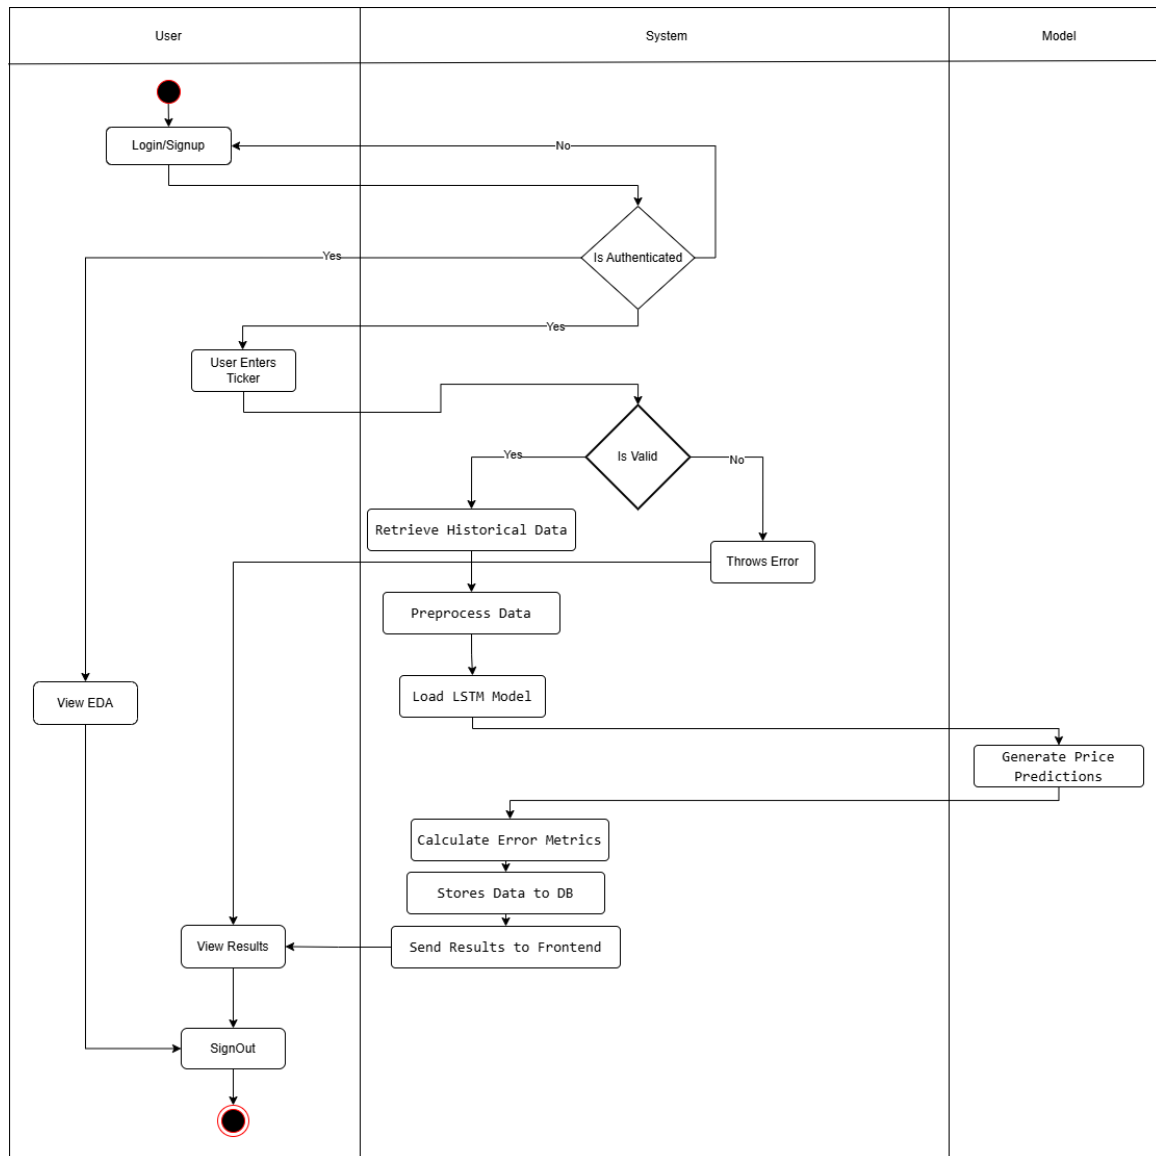 User
System
Model
Login/Signup
No
Is Authenticated
Yes
Yes
User Enters
Ticker
Is Valid
Yes
No
Retrieve Historical Data
Throws Error
Preprocess Data
Load LSTM Model
View EDA
Generate Price
Predictions
Calculate Error Metrics
Stores Data to DB
View Results
Send Results to Frontend
SignOut